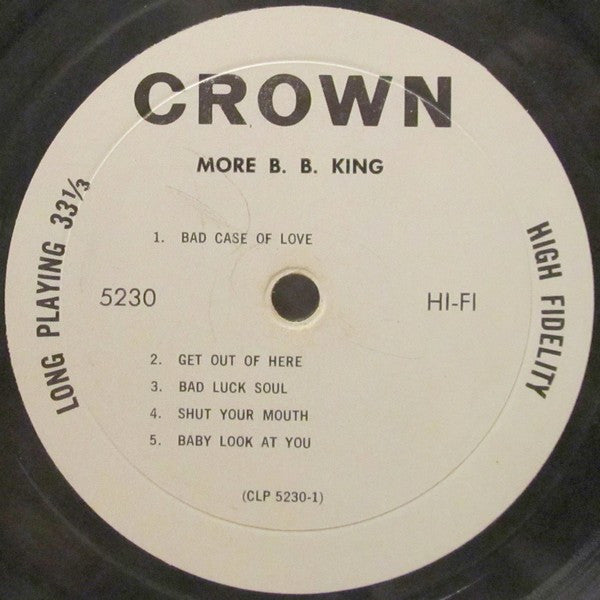 CROWN
MORE B. B. KING
LONG PLAYING 33⅓
HIGH FIDELITY
1. BAD CASE OF LOVE
5230
HI-FI
2. GET OUT OF HERE
3. BAD LUCK SOUL
4. SHUT YOUR MOUTH
5. BABY LOOK AT YOU
(CLP 5230-1)